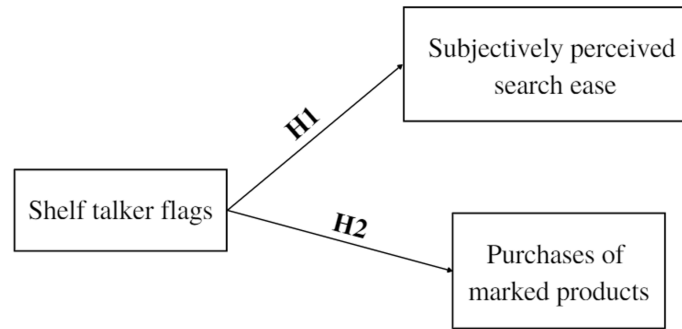 Subjectively perceived
search ease
H1
Shelf talker flags
H2
Purchases of
marked products